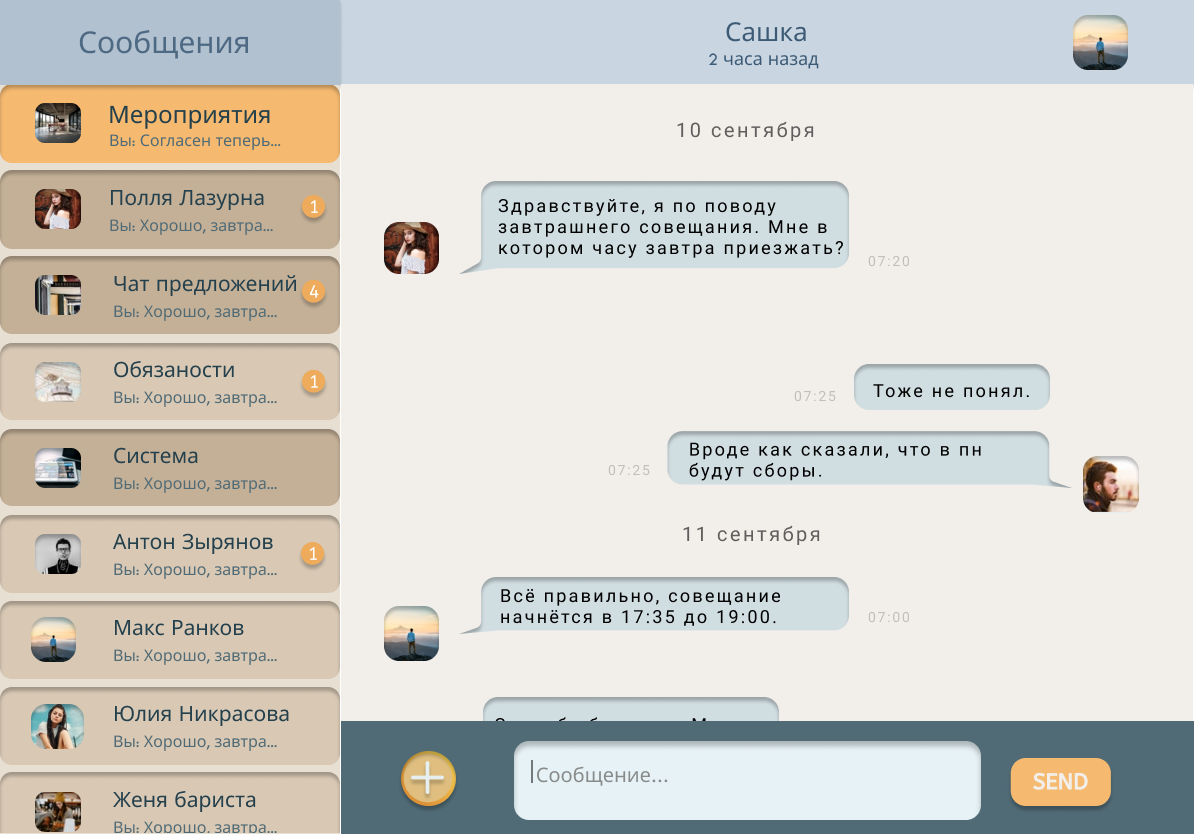 Сообщения
Мероприятия
Вы: Согласен теперь...
Полля Лазурна
1
Вы: Хорошо, завтра...
Чат предложений
4
Вы: Хорошо, завтра...
Обязаности
1
Вы: Хорошо, завтра...
Система
Вы: Хорошо, завтра...
Антон Зырянов
1
Вы: Хорошо, завтра...
Макс Ранков
Вы: Хорошо, завтра...
Юлия Никрасова
Вы: Хорошо, завтра...
Женя бариста
Вы: Хорошо, завтра...
Сашка
2 часа назад
10 сентября
Здравствуйте, я по поводу
завтрашнего совещания. Мне в
котором часу завтра приезжать?
07:20
Тоже не понял.
07:25
Вроде как сказали, что в пн
будут сборы.
07:25
11 сентября
Всё правильно, совещание
начнётся в 17:35 до 19:00.
07:00
Сообщение...
SEND